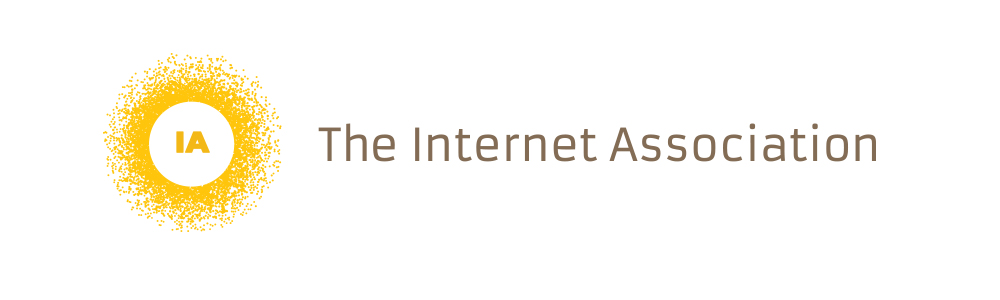 IA
The Internet Association